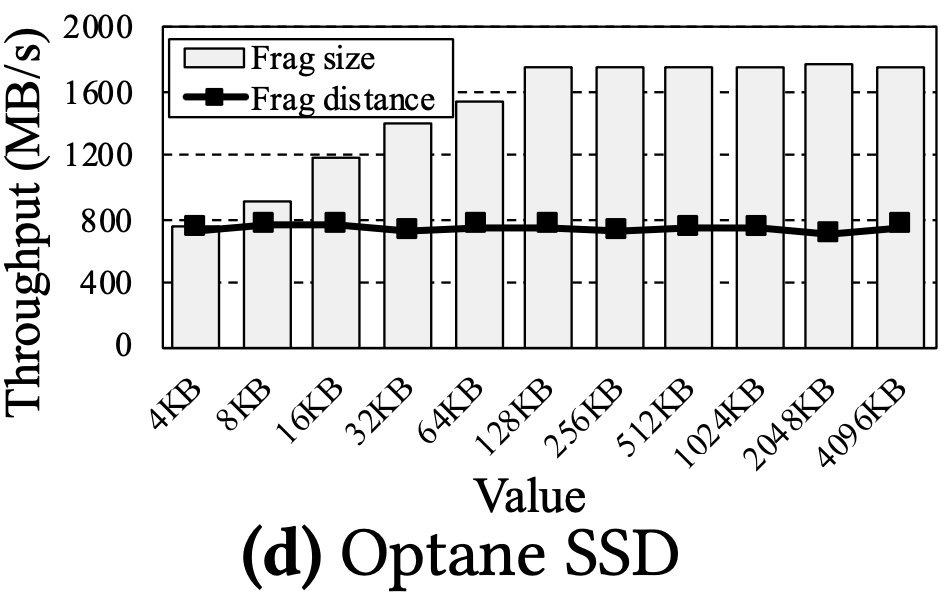 Throughput (MB/s)
2000
1600
1200
800
400
0
Frag size
Frag distance
4KB
8KB
16KB
32KB
64KB
128KB
256KB
512KB
1024KB
2048KB
4096KB
Value
(d) Optane SSD